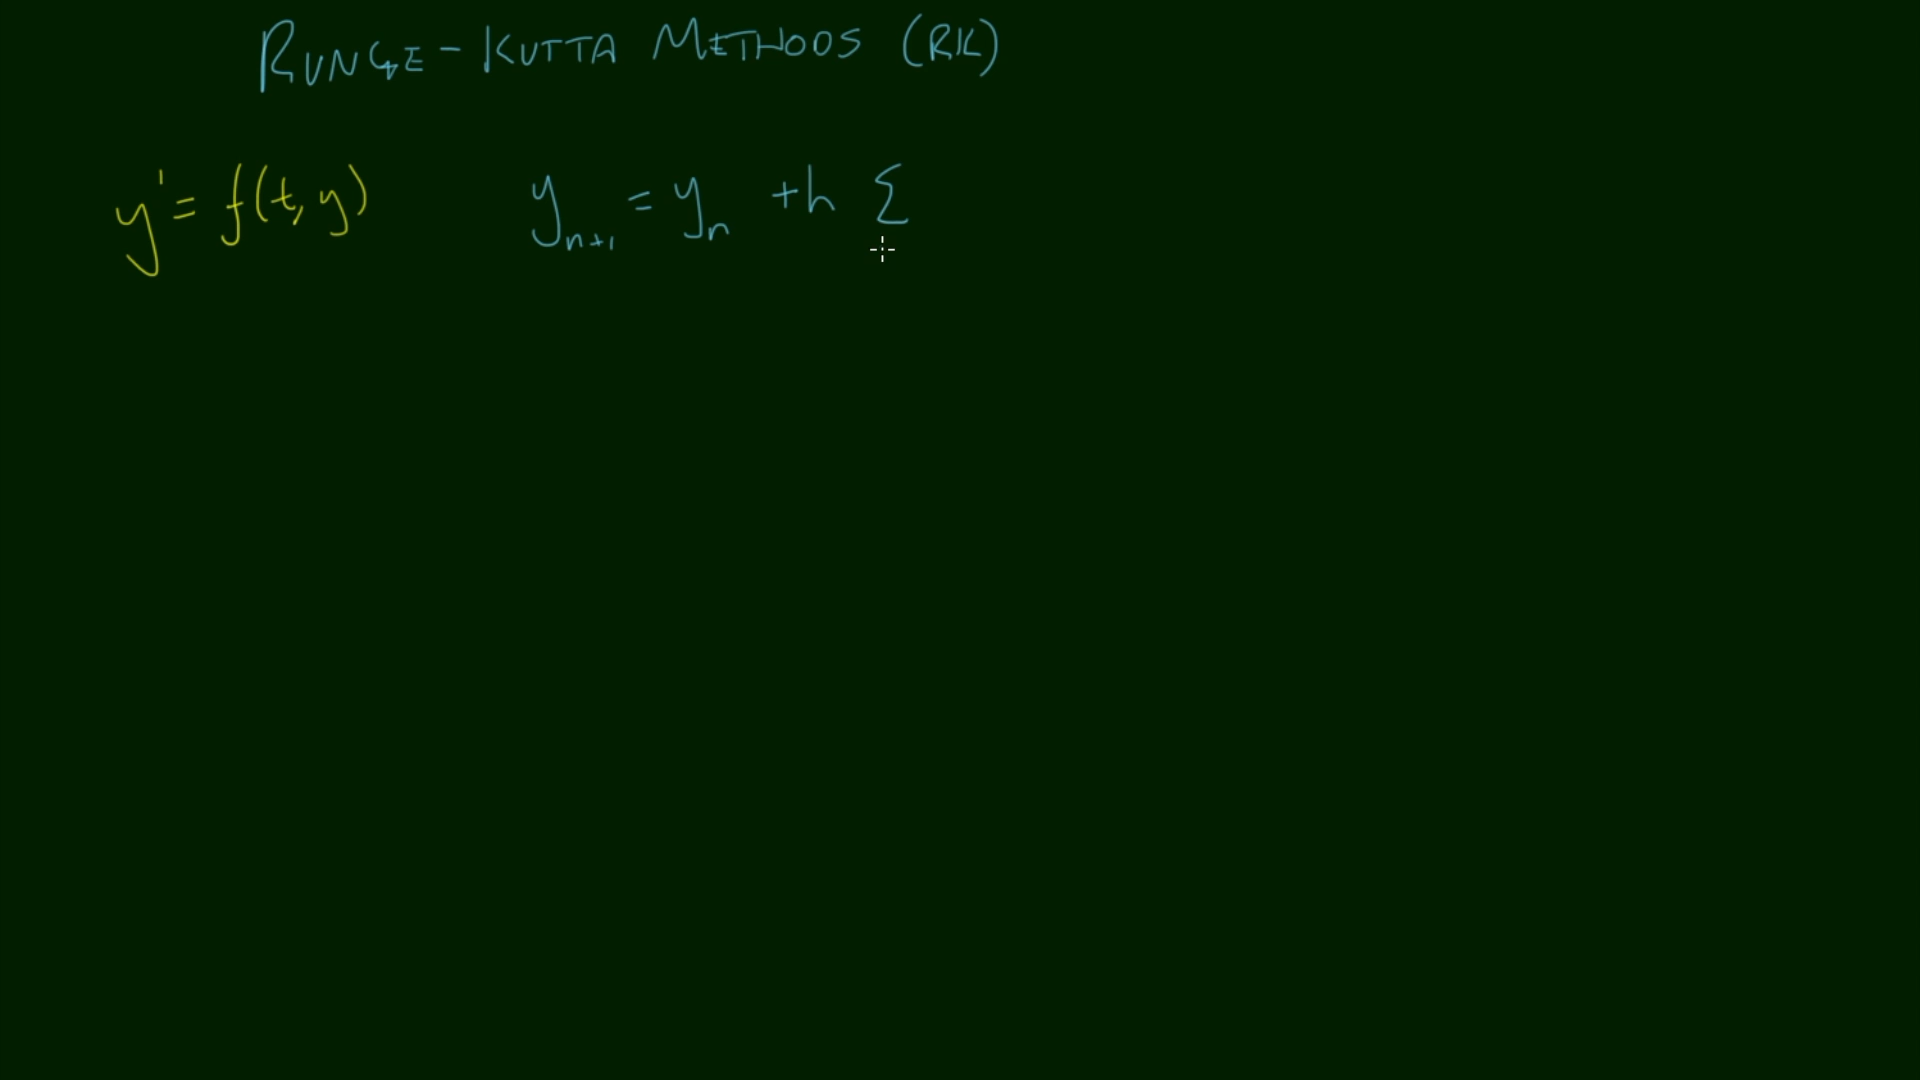 RUNGE-KUTTA METHODS (RK)
y' = f(t, y) y_{n+1} = y_n + h Σ